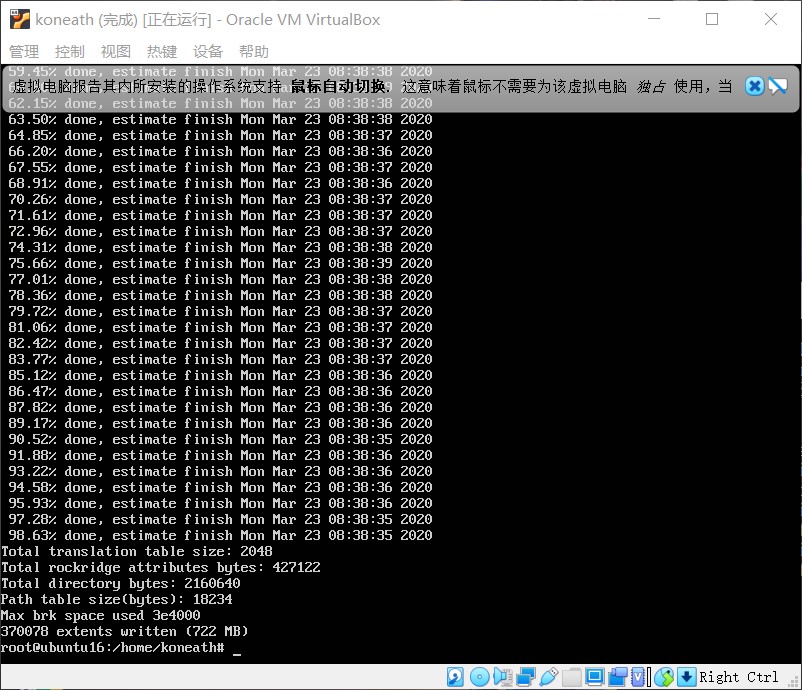 koneath (完成) [正在运行] - Oracle VM VirtualBox
管理 控制 视图 热键 设备 帮助
59.45% done, estimate finish Mon Mar 23 08:38:38 2020
虚拟电脑报告其内所安装的操作系统支持 鼠标自动切换. 这意味着鼠标不需要为该虚拟电脑 独占 使用，当
62.15% done, estimate finish Mon Mar 23 08:38:38 2020
63.50% done, estimate finish Mon Mar 23 08:38:38 2020
64.85% done, estimate finish Mon Mar 23 08:38:37 2020
66.20% done, estimate finish Mon Mar 23 08:38:36 2020
67.55% done, estimate finish Mon Mar 23 08:38:37 2020
68.91% done, estimate finish Mon Mar 23 08:38:36 2020
70.26% done, estimate finish Mon Mar 23 08:38:37 2020
71.61% done, estimate finish Mon Mar 23 08:38:37 2020
72.96% done, estimate finish Mon Mar 23 08:38:37 2020
74.31% done, estimate finish Mon Mar 23 08:38:38 2020
75.66% done, estimate finish Mon Mar 23 08:38:39 2020
77.01% done, estimate finish Mon Mar 23 08:38:38 2020
78.36% done, estimate finish Mon Mar 23 08:38:38 2020
79.72% done, estimate finish Mon Mar 23 08:38:37 2020
81.06% done, estimate finish Mon Mar 23 08:38:37 2020
82.42% done, estimate finish Mon Mar 23 08:38:37 2020
83.77% done, estimate finish Mon Mar 23 08:38:37 2020
85.12% done, estimate finish Mon Mar 23 08:38:36 2020
86.47% done, estimate finish Mon Mar 23 08:38:36 2020
87.82% done, estimate finish Mon Mar 23 08:38:36 2020
89.17% done, estimate finish Mon Mar 23 08:38:36 2020
90.52% done, estimate finish Mon Mar 23 08:38:35 2020
91.88% done, estimate finish Mon Mar 23 08:38:36 2020
93.22% done, estimate finish Mon Mar 23 08:38:36 2020
94.58% done, estimate finish Mon Mar 23 08:38:36 2020
95.93% done, estimate finish Mon Mar 23 08:38:36 2020
97.28% done, estimate finish Mon Mar 23 08:38:35 2020
98.63% done, estimate finish Mon Mar 23 08:38:35 2020
Total translation table size: 2048
Total rockridge attributes bytes: 427122
Total directory bytes: 2160640
Path table size(bytes): 18234
Max brk space used 3e4000
370078 extents written (722 MB)
root@ubuntu16:/home/koneath# _
Right Ctrl